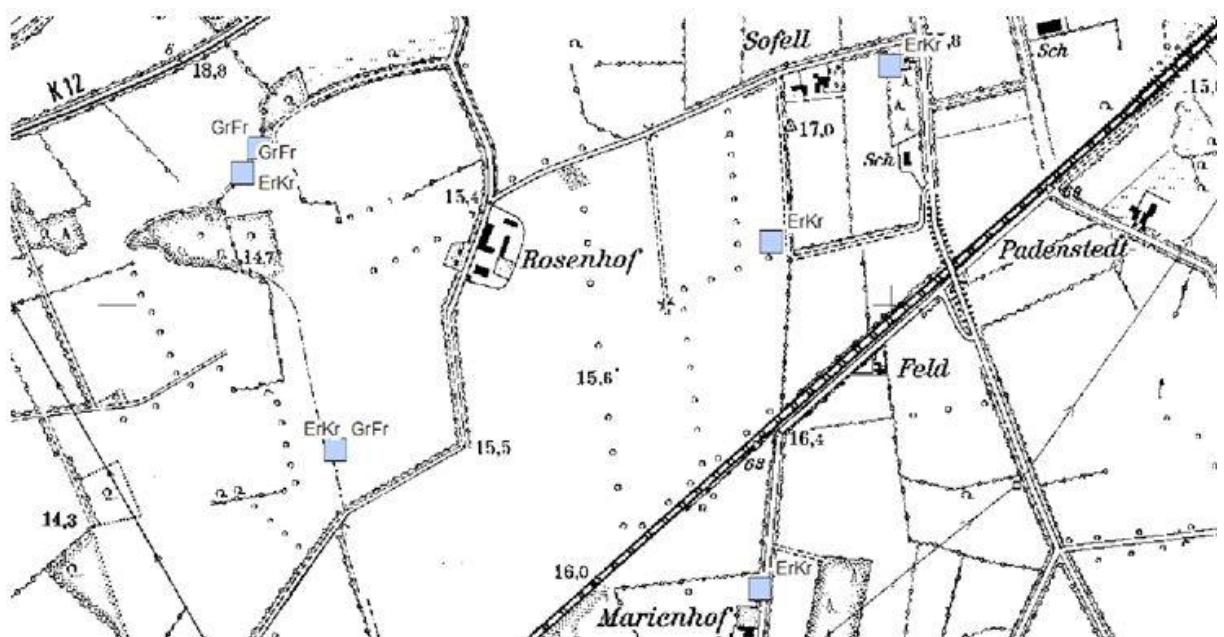 Sofell
ErKr
,8
Sch
K 12
6
18,8
15,0
GrFr
GrFr
ErKr
17,0
Sch
15,4
ErKr
14,7
Rosenhof
Padenstedt
15,6
Feld
ErKr GrFr
15,5
16,4
68
14,3
16,0
ErKr
Marienhof